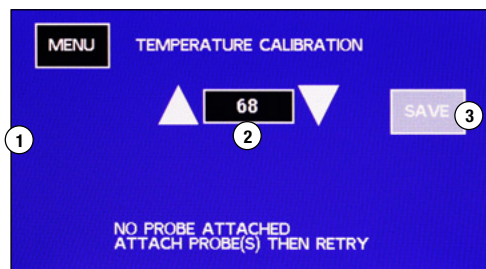 MENU TEMPERATURE CALIBRATION
68
SAVE
1
2
3
NO PROBE ATTACHED
ATTACH PROBE(S) THEN RETRY